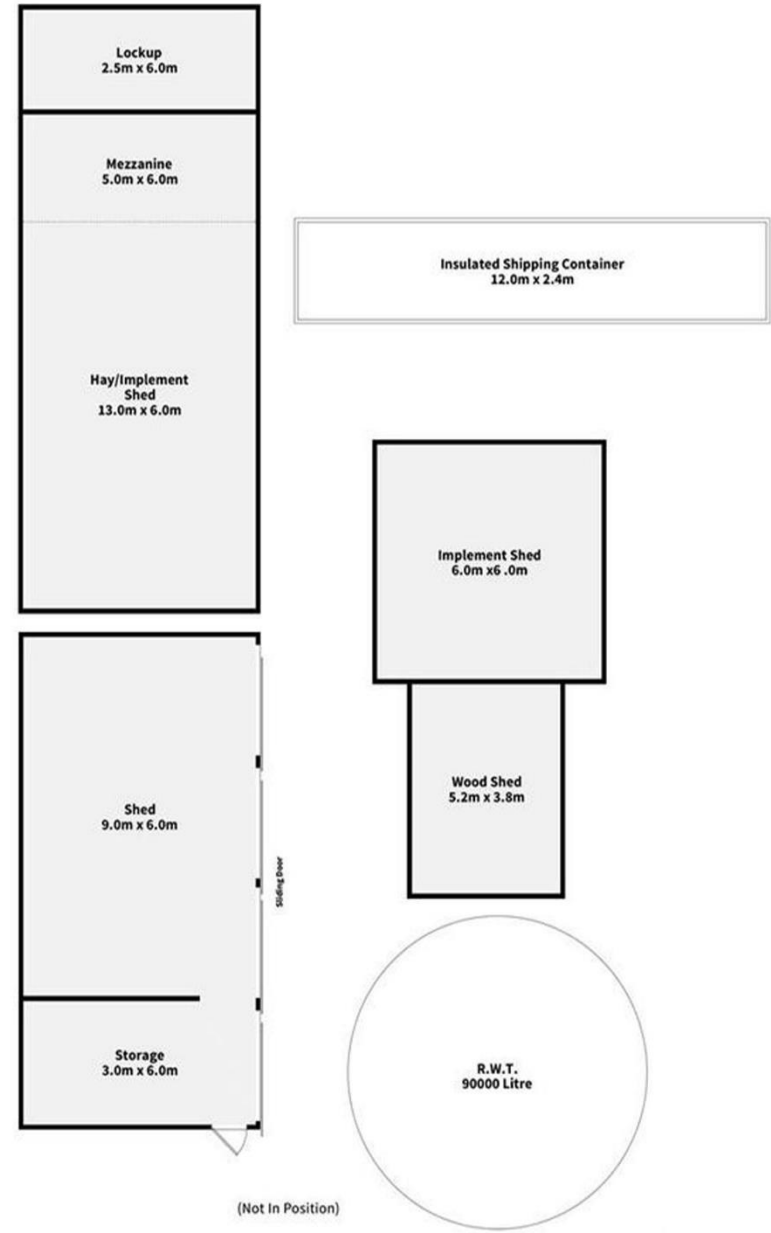 Lockup
2.5m x 6.0m
Mezzanine
5.0m x 6.0m
Insulated Shipping Container
12.0m x 2.4m
Hay/Implement
Shed
13.0m x 6.0m
Implement Shed
6.0m x6 .0m
Wood Shed
5.2m x 3.8m
Shed
9.0m x 6.0m
Sliding Door
Storage
3.0m x 6.0m
R.W.T.
90000 Litre
(Not In Position)